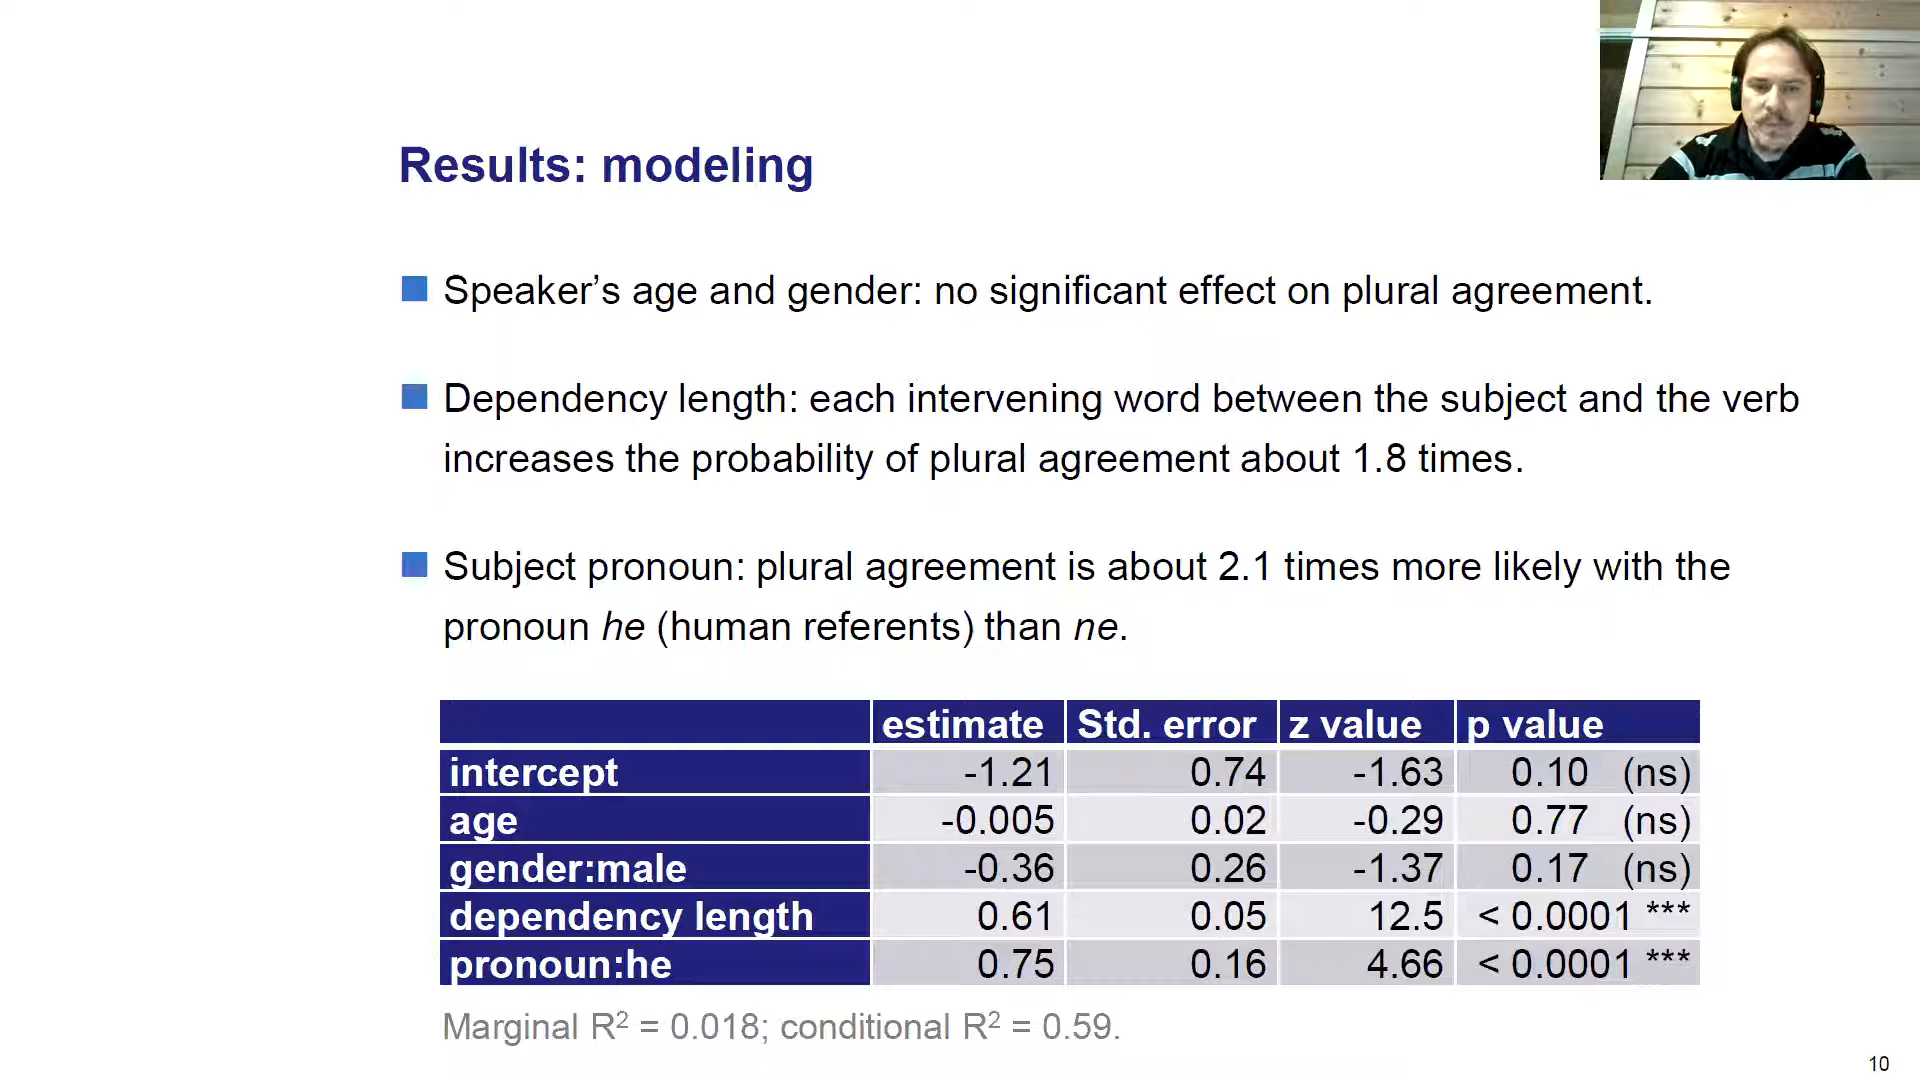 Results: modeling
Speaker’s age and gender: no significant effect on plural agreement.
Dependency length: each intervening word between the subject and the verb
increases the probability of plural agreement about 1.8 times.
Subject pronoun: plural agreement is about 2.1 times more likely with the
pronoun he (human referents) than ne.
estimate Std. error z value p value
intercept -1.21 0.74 -1.63 0.10 (ns)
age -0.005 0.02 -0.29 0.77 (ns)
gender:male -0.36 0.26 -1.37 0.17 (ns)
dependency length 0.61 0.05 12.5 < 0.0001 ***
pronoun:he 0.75 0.16 4.66 < 0.0001 ***
Marginal R² = 0.018; conditional R² = 0.59.
10